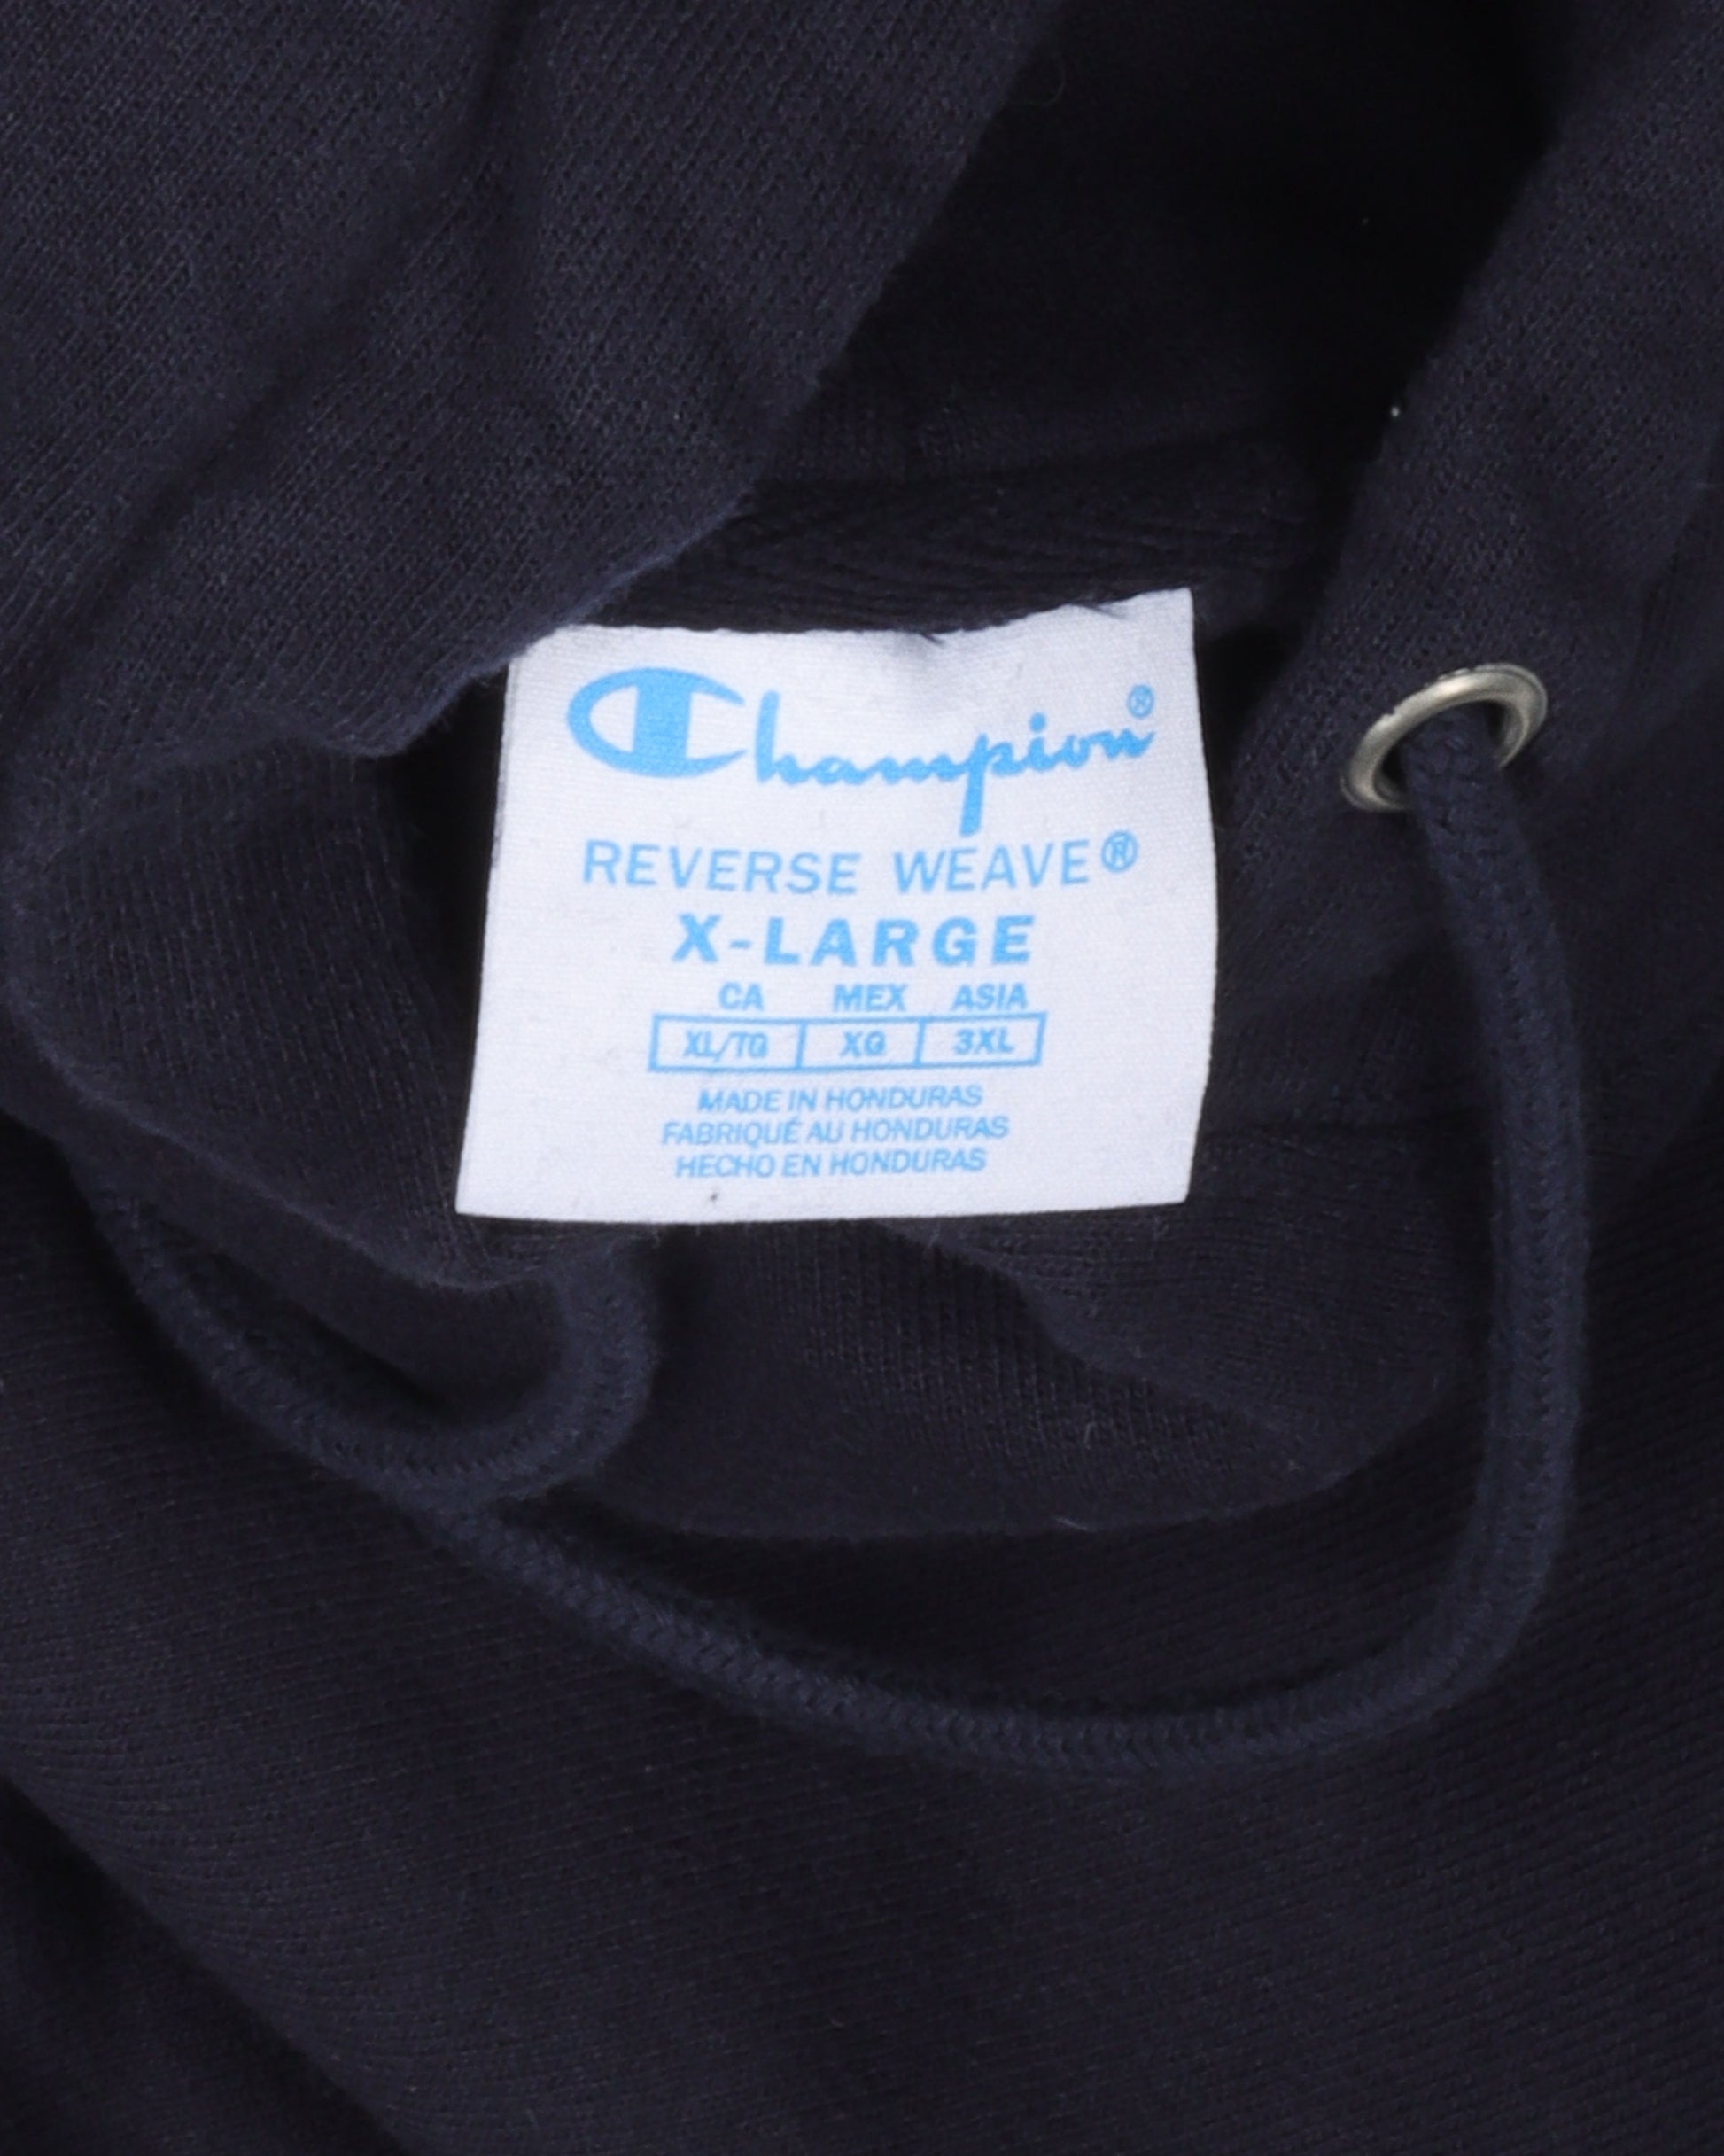 Champion®
REVERSE WEAVE®
X-LARGE
CA MEX ASIA
XL/TG XG 3XL
MADE IN HONDURAS
FABRIQUÉ AU HONDURAS
HECHO EN HONDURAS